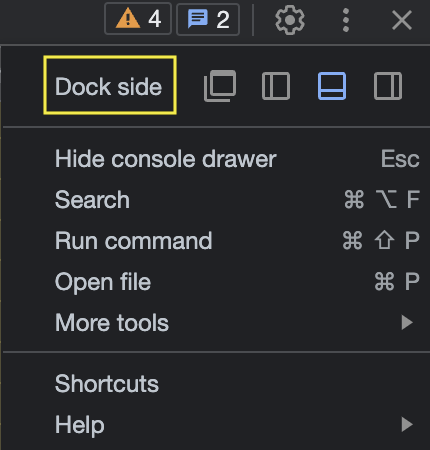 4 2
Dock side
Hide console drawer Esc
Search ⌘ ⌥ F
Run command ⌘ ⇧ P
Open file ⌘ P
More tools
Shortcuts
Help